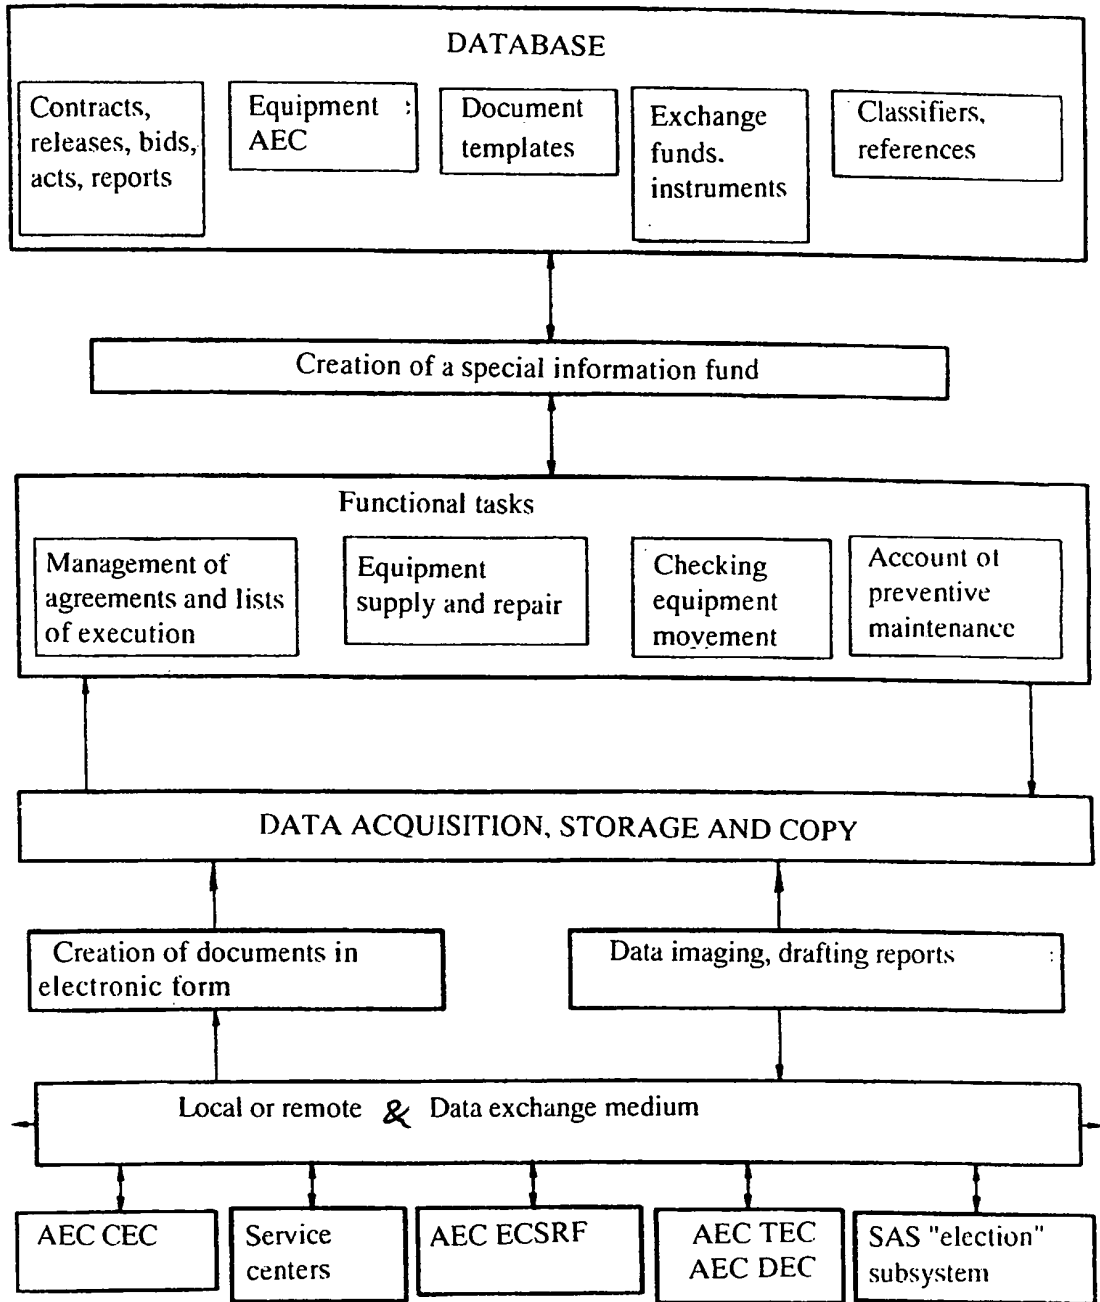 DATABASE
Contracts,
releases, bids,
acts, reports
Equipment :
AEC
Document
templates
Exchange
funds.
instruments
Classifiers,
references
Creation of a special information fund
Functional tasks
Management of
agreements and lists
of execution
Equipment
supply and repair
Checking
equipment
movement
Account of
preventive
maintenance
DATA ACQUISITION, STORAGE AND COPY
Creation of documents in
electronic form
Data imaging, drafting reports :
Local or remote & Data exchange medium
AEC CEC
Service
centers
AEC ECSRF
AEC TEC
AEC DEC
SAS "election"
subsystem